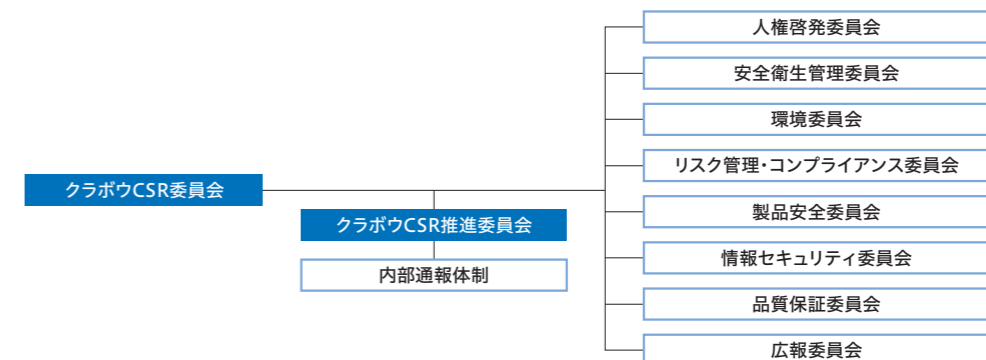 クラボウCSR委員会
クラボウCSR推進委員会
内部通報体制
人権啓発委員会
安全衛生管理委員会
環境委員会
リスク管理・コンプライアンス委員会
製品安全委員会
情報セキュリティ委員会
品質保証委員会
広報委員会